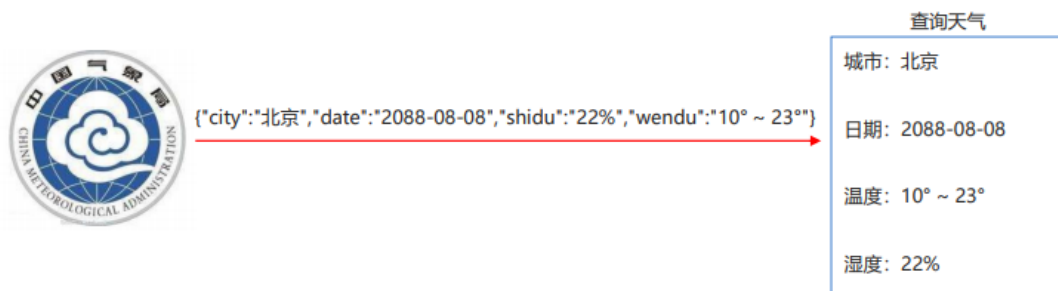 查询天气
中国气象局
CHINA METEOROLOGICAL ADMINISTRATION
{"city":"北京","date":"2088-08-08","shidu":"22%","wendu":"10° ~ 23°"}
城市：北京
日期：2088-08-08
温度：10° ~ 23°
湿度：22%